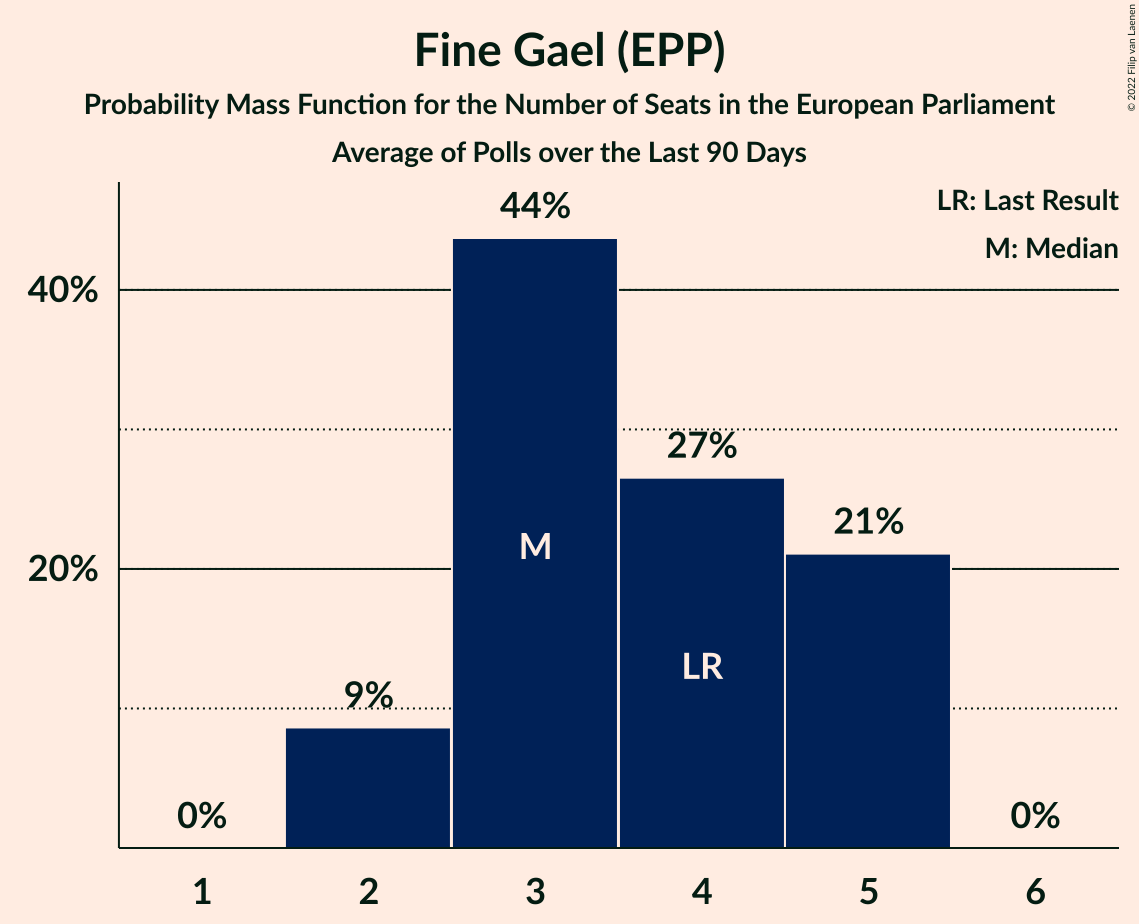 Fine Gael (EPP)
Probability Mass Function for the Number of Seats in the European Parliament
Average of Polls over the Last 90 Days
© 2022 Filip van Laenen
LR: Last Result
M: Median
44%
40%
27%
21%
20%
M
LR
9%
0%
0%
1 2 3 4 5 6